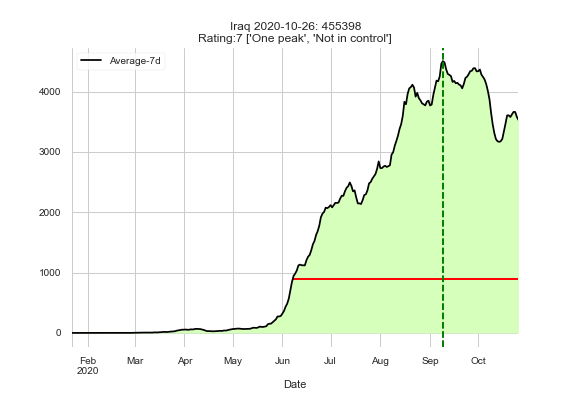 Iraq 2020-10-26: 455398
Rating:7 ['One peak', 'Not in control']
Average-7d
4000
3000
2000
1000
0
Feb Mar Apr May Jun Jul Aug Sep Oct
2020
Date